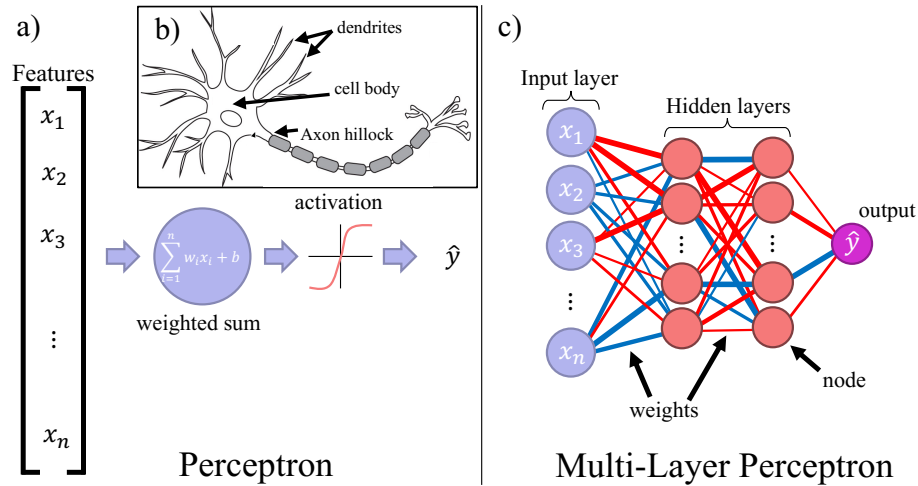 a)
Features
x₁
x₂
x₃
⋮
xₙ
b)
dendrites
cell body
Axon hillock
activation
∑ᵢ₌₁ⁿ wᵢxᵢ + b
weighted sum
ŷ
Perceptron
c)
Input layer
Hidden layers
x₁
x₂
x₃
⋮
xₙ
⋮
⋮
output
ŷ
node
weights
Multi-Layer Perceptron